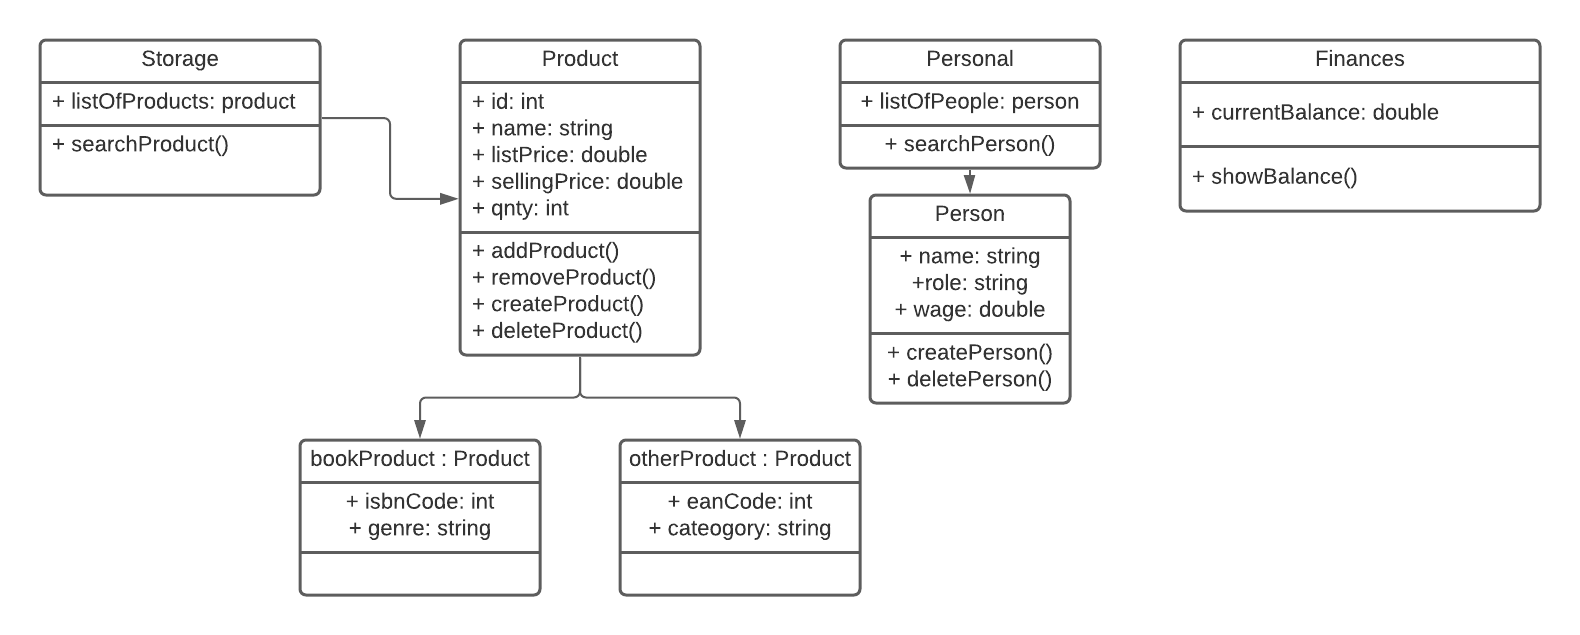 Storage
+ listOfProducts: product
+ searchProduct()
Product
+ id: int
+ name: string
+ listPrice: double
+ sellingPrice: double
+ qnty: int
+ addProduct()
+ removeProduct()
+ createProduct()
+ deleteProduct()
bookProduct : Product
+ isbnCode: int
+ genre: string
otherProduct : Product
+ eanCode: int
+ cateogory: string
Personal
+ listOfPeople: person
+ searchPerson()
Person
+ name: string
+role: string
+ wage: double
+ createPerson()
+ deletePerson()
Finances
+ currentBalance: double
+ showBalance()